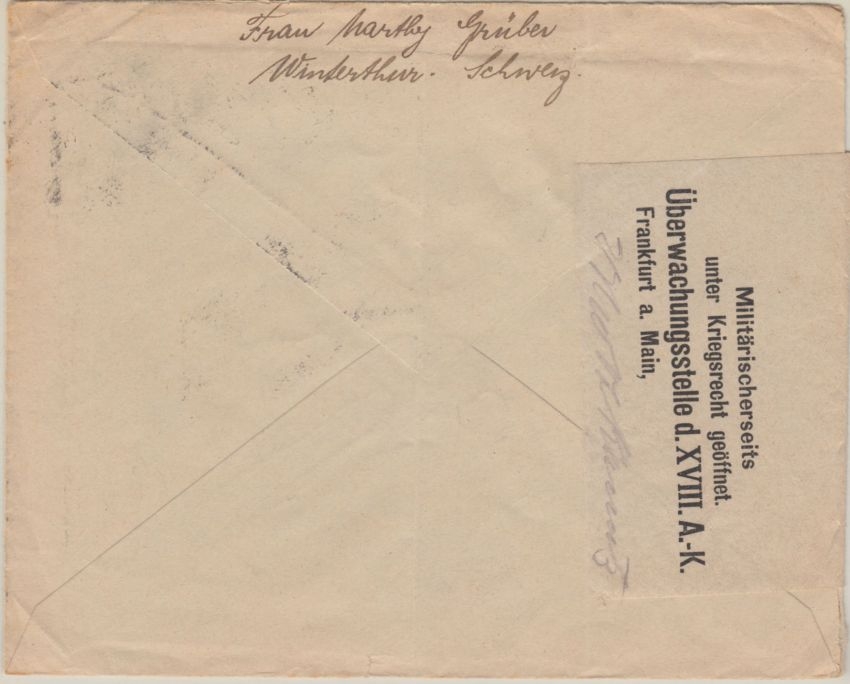 Frau Marthy Grüber
Winterthur. Schweiz.
Militärischerseits
unter Kriegsrecht geöffnet.
Überwachungsstelle d. XVIII. A.-K.
Frankfurt a. Main,